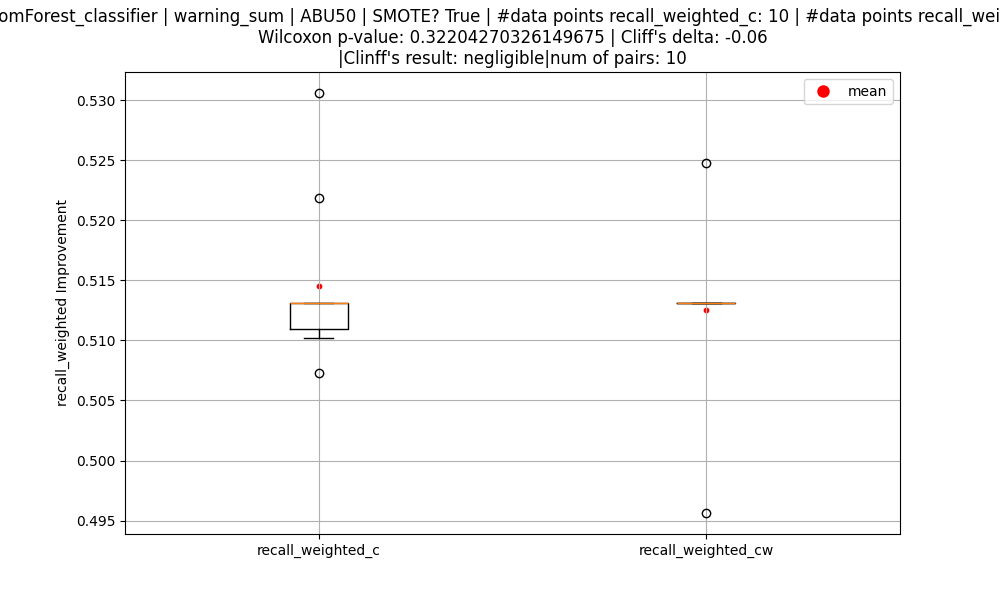 omForest_classifier | warning_sum | ABU50 | SMOTE? True | #data points recall_weighted_c: 10 | #data points recall_wei
Wilcoxon p-value: 0.32204270326149675 | Cliff's delta: -0.06
|Clinff's result: negligible|num of pairs: 10
mean
0.530
0.525
0.520
0.515
0.510
0.505
0.500
0.495
recall_weighted Improvement
recall_weighted_c
recall_weighted_cw